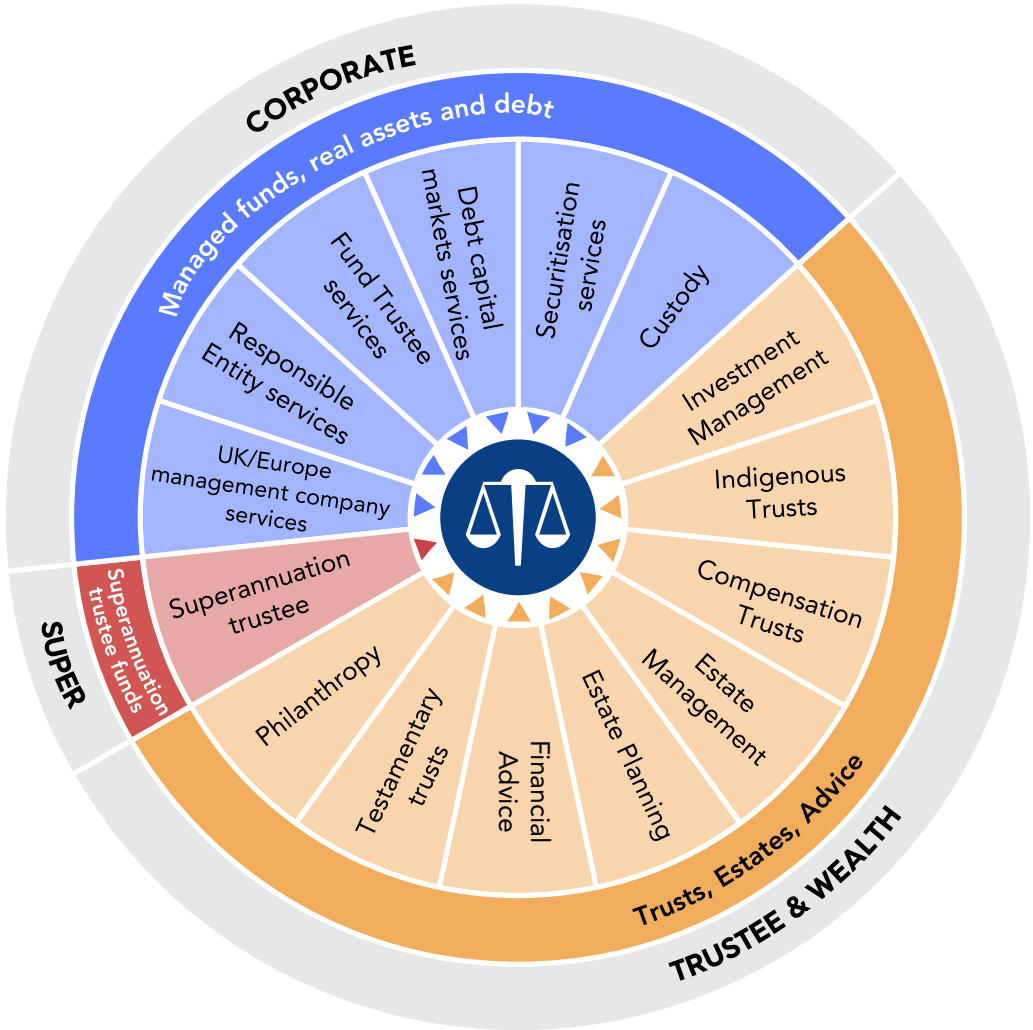 CORPORATE
Managed funds, real assets and debt
UK/Europe
management company
services
Responsible
Entity services
Fund Trustee
services
Debt capital
markets services
Securitisation
services
Custody
TRUSTEE & WEALTH
Trusts, Estates, Advice
Investment
Management
Indigenous
Trusts
Compensation
Trusts
Estate
Management
Estate Planning
Financial
Advice
Testamentary
trusts
Philanthropy
SUPER
Superannuation
trustee funds
Superannuation
trustee